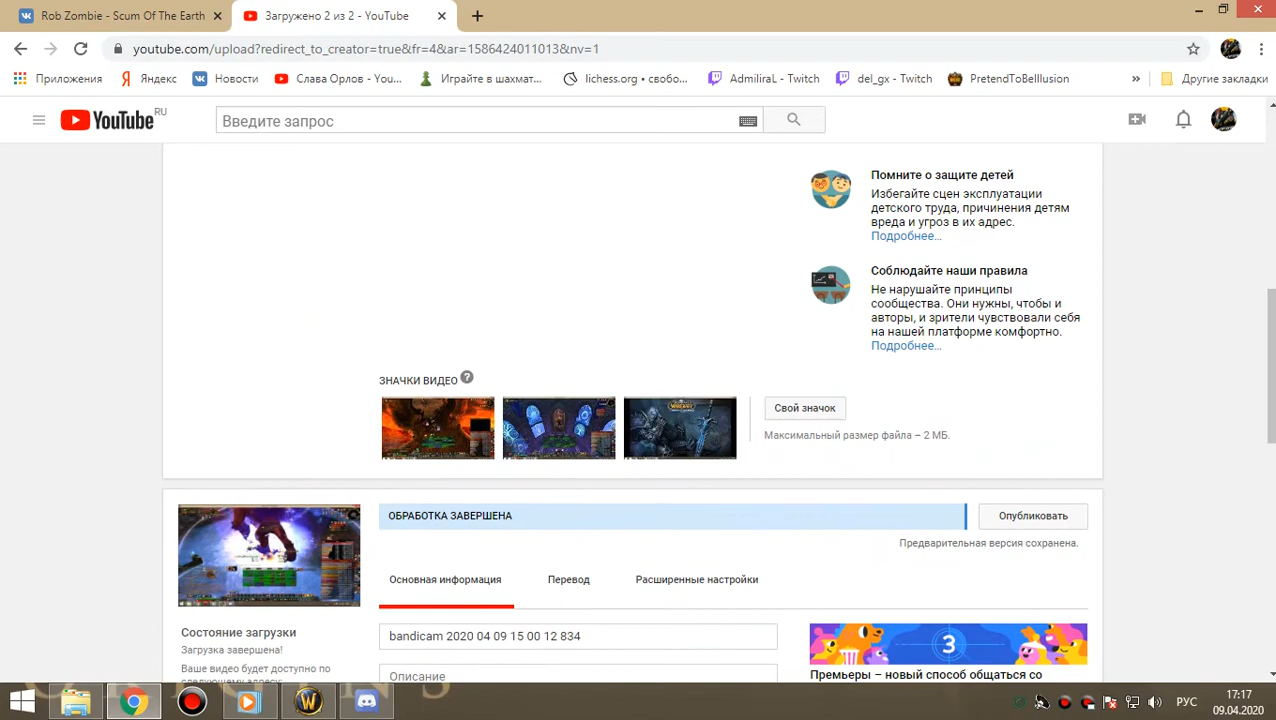 Rob Zombie - Scum Of The Earth
Загружено 2 из 2 - YouTube
youtube.com/upload?redirect_to_creator=true&fr=4&ar=1586424011013&nv=1
Приложения
Яндекс
Новости
Слава Орлов - You...
Играйте в шахмат...
lichess.org • свобо...
AdmiraL - Twitch
del_gx - Twitch
PretendToBeIllusion
»
Другие закладки
YouTube RU
Введите запрос
Помните о защите детей
Избегайте сцен эксплуатации
детского труда, причинения детям
вреда и угроз в их адрес.
Подробнее...
Соблюдайте наши правила
Не нарушайте принципы
сообщества. Они нужны, чтобы и
авторы, и зрители чувствовали себя
на нашей платформе комфортно.
Подробнее...
ЗНАЧКИ ВИДЕО ?
Свой значок
Максимальный размер файла – 2 МБ.
ОБРАБОТКА ЗАВЕРШЕНА
Опубликовать
Предварительная версия сохранена.
Основная информация
Перевод
Расширенные настройки
Состояние загрузки
Загрузка завершена!
Ваше видео будет доступно по
следующему адресу:
bandicam 2020 04 09 15 00 12 834
Описание
3
Премьеры – новый способ общаться со
РУС
17:17
09.04.2020